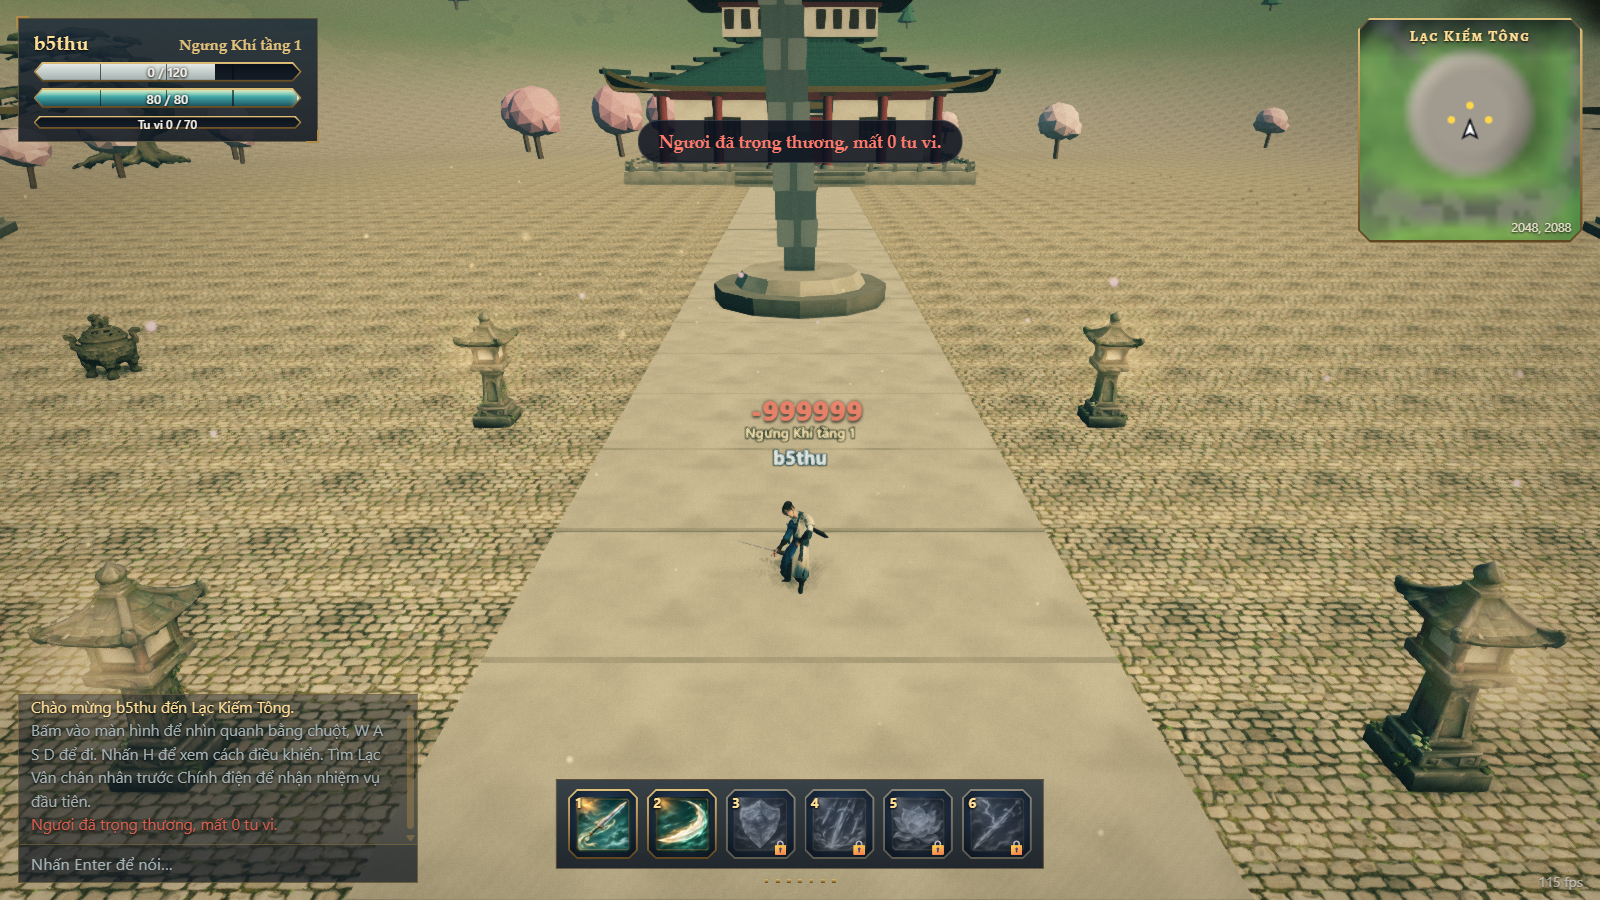 b5thu
Ngưng Khí tầng 1
0 / 120
80 / 80
Tu vi 0 / 70
Lạc Kiếm Tông
2048, 2088
Ngươi đã trọng thương, mất 0 tu vi.
-999999
Ngưng Khí tầng 1
b5thu
Chào mừng b5thu đến Lạc Kiếm Tông.
Bấm vào màn hình để nhìn quanh bằng chuột, W A
S D để đi. Nhấn H để xem cách điều khiển. Tìm Lạc
Vân chân nhân trước Chính điện để nhận nhiệm vụ
đầu tiên.
Ngươi đã trọng thương, mất 0 tu vi.
Nhấn Enter để nói...
1
2
3
4
5
6
115 fps